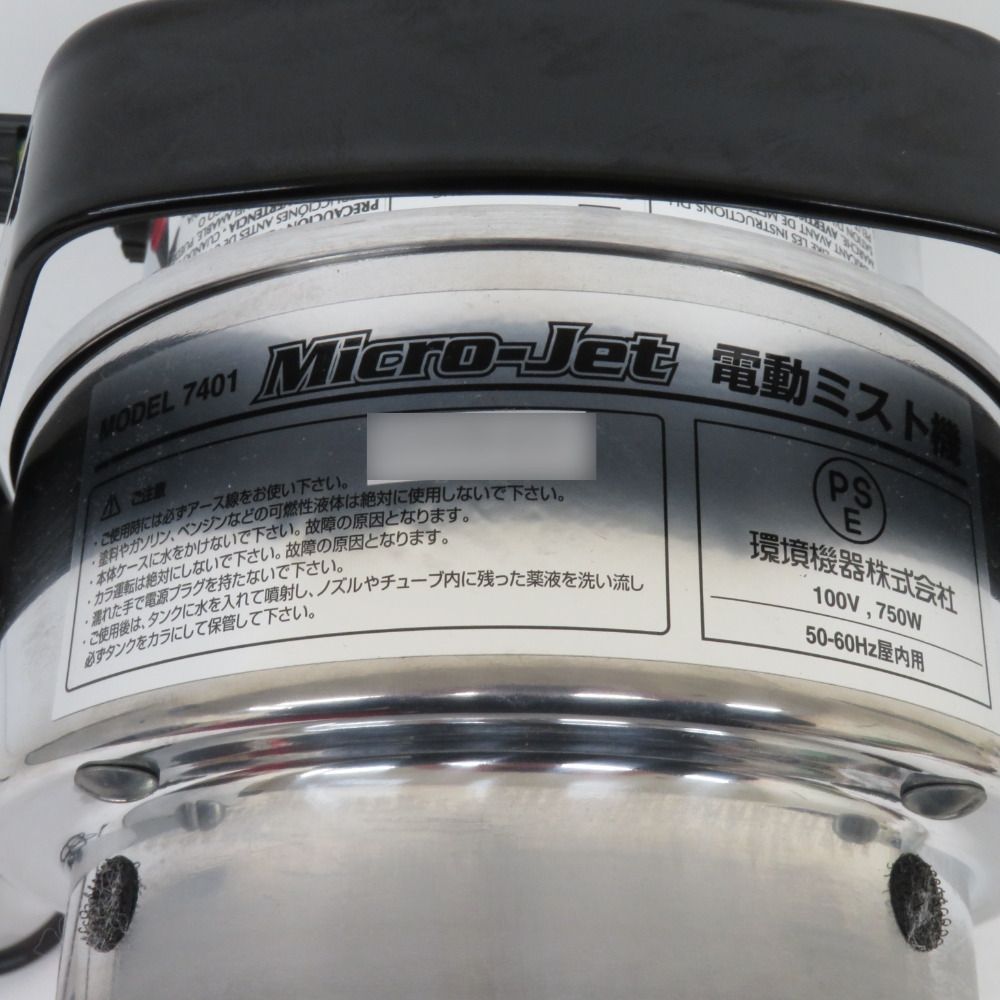 PRECAUCIÓN
MODEL 7401 Micro-Jet 電動ミスト機
ご注意
・ご使用時には必ずアース線をお使い下さい。
・塗料やガソリン、ベンジンなどの可燃性液体は絶対に使用しないで下さい。
・本体ケースに水をかけないで下さい。故障の原因となります。
・カラ運転は絶対にしないで下さい。故障の原因となります。
・濡れた手で電源プラグを持たないで下さい。
・ご使用後は、タンクに水を入れて噴射し、ノズルやチューブ内に残った薬液を洗い流し
必ずタンクをカラにして保管して下さい。
PS
E
環境機器株式会社
100V , 750W
50-60Hz屋内用